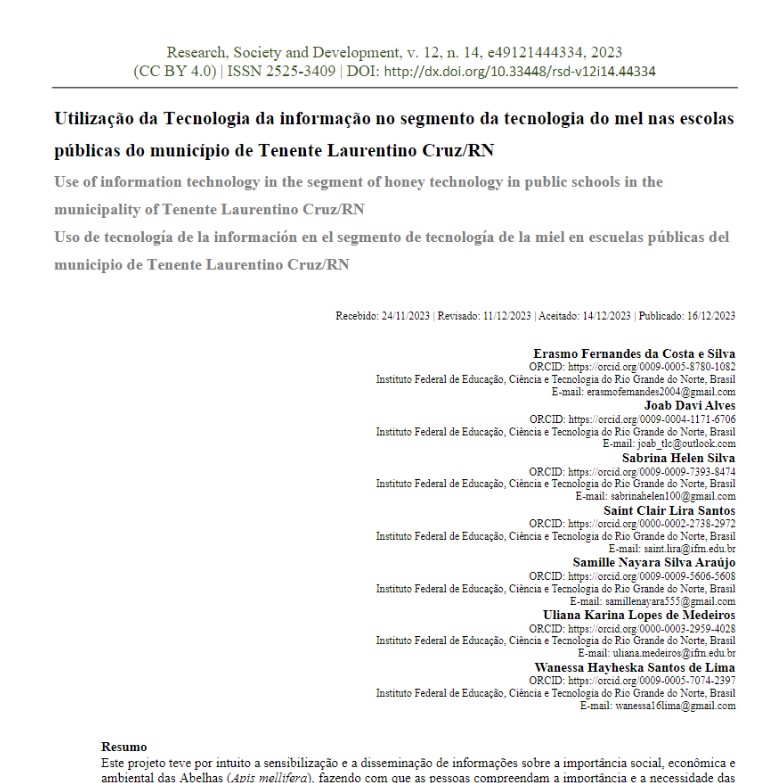 Research, Society and Development, v. 12, n. 14, e49121444334, 2023
(CC BY 4.0) | ISSN 2525-3409 | DOI: http://dx.doi.org/10.33448/rsd-v12i14.44334
Utilização da Tecnologia da informação no segmento da tecnologia do mel nas escolas
públicas do município de Tenente Laurentino Cruz/RN
Use of information technology in the segment of honey technology in public schools in the
municipality of Tenente Laurentino Cruz/RN
Uso de tecnología de la información en el segmento de tecnología de la miel en escuelas públicas del
municipio de Tenente Laurentino Cruz/RN
Recebido: 24/11/2023 | Revisado: 11/12/2023 | Aceitado: 14/12/2023 | Publicado: 16/12/2023
Erasmo Fernandes da Costa e Silva
ORCID: https://orcid.org/0009-0005-8780-1082
Instituto Federal de Educação, Ciência e Tecnologia do Rio Grande do Norte, Brasil
E-mail: erasmofernandes2004@gmail.com
Joab Davi Alves
ORCID: https://orcid.org/0009-0004-1171-6706
Instituto Federal de Educação, Ciência e Tecnologia do Rio Grande do Norte, Brasil
E-mail: joab_tlc@outlook.com
Sabrina Helen Silva
ORCID: https://orcid.org/0009-0009-7393-8474
Instituto Federal de Educação, Ciência e Tecnologia do Rio Grande do Norte, Brasil
E-mail: sabrinahelen100@gmail.com
Saint Clair Lira Santos
ORCID: https://orcid.org/0000-0002-2738-2972
Instituto Federal de Educação, Ciência e Tecnologia do Rio Grande do Norte, Brasil
E-mail: saint.lira@ifrn.edu.br
Samille Nayara Silva Araújo
ORCID: https://orcid.org/0009-0009-5606-5608
Instituto Federal de Educação, Ciência e Tecnologia do Rio Grande do Norte, Brasil
E-mail: samillenayara555@gmail.com
Uliana Karina Lopes de Medeiros
ORCID: https://orcid.org/0000-0003-2959-4028
Instituto Federal de Educação, Ciência e Tecnologia do Rio Grande do Norte, Brasil
E-mail: uliana.medeiros@ifrn.edu.br
Wanessa Hayheska Santos de Lima
ORCID: https://orcid.org/0009-0005-7074-2397
Instituto Federal de Educação, Ciência e Tecnologia do Rio Grande do Norte, Brasil
E-mail: wanessa16lima@gmail.com
Resumo
Este projeto teve por intuito a sensibilização e a disseminação de informações sobre a importância social, econômica e
ambiental das Abelhas (Apis mellifera), fazendo com que as pessoas compreendam a importância e a necessidade das